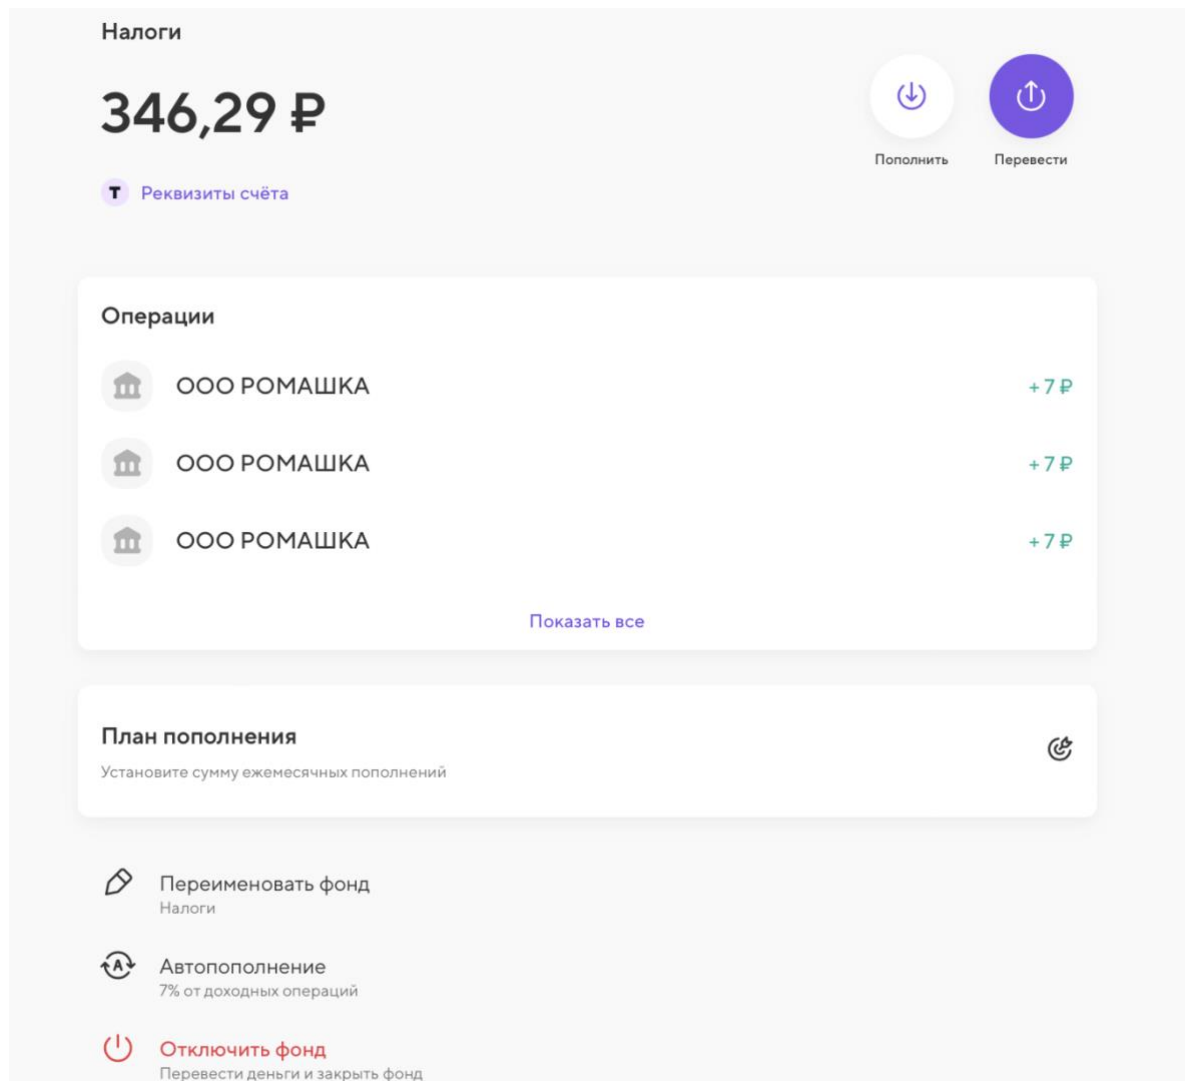 Налоги
346,29 ₽
Пополнить
Перевести
Т Реквизиты счёта
Операции
ООО РОМАШКА +7 ₽
ООО РОМАШКА +7 ₽
ООО РОМАШКА +7 ₽
Показать все
План пополнения
Установите сумму ежемесячных пополнений
Переименовать фонд
Налоги
А Автопополнение
7% от доходных операций
Отключить фонд
Перевести деньги и закрыть фонд